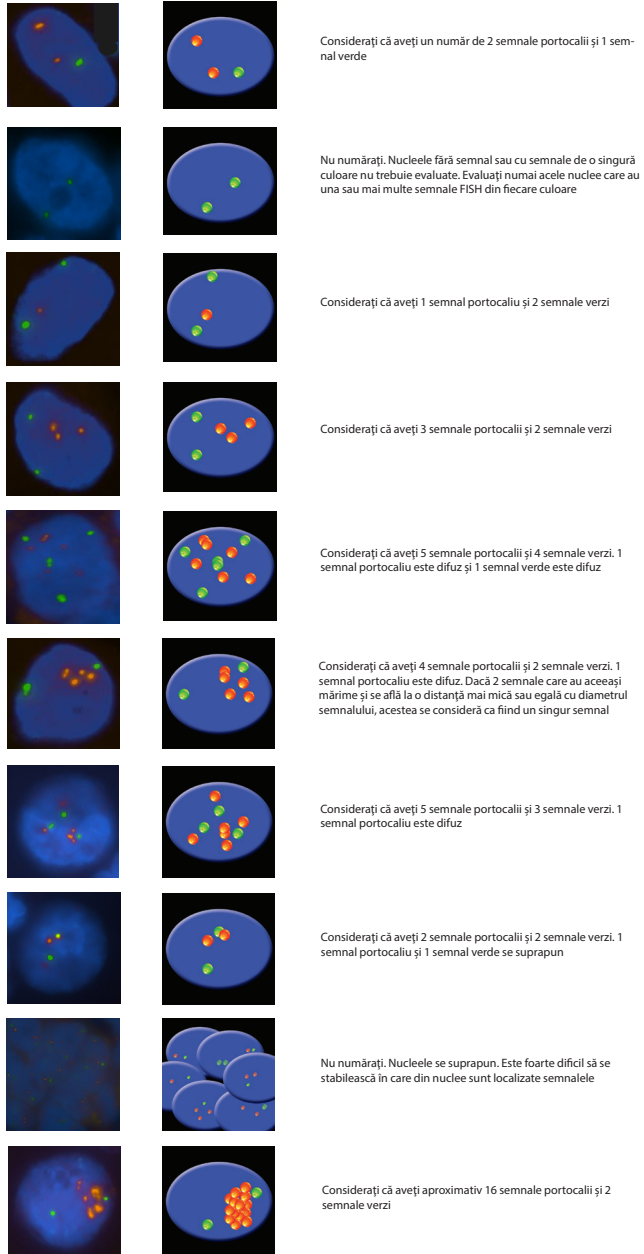 Considerați că aveți un număr de 2 semnale portocalii și 1 sem-
nal verde
Nu numărați. Nucleele fără semnal sau cu semnale de o singură
culoare nu trebuie evaluate. Evaluați numai acele nuclee care au
una sau mai multe semnale FISH din fiecare culoare
Considerați că aveți 1 semnal portocaliu și 2 semnale verzi
Considerați că aveți 3 semnale portocalii și 2 semnale verzi
Considerați că aveți 5 semnale portocalii și 4 semnale verzi. 1
semnal portocaliu este difuz și 1 semnal verde este difuz
Considerați că aveți 4 semnale portocalii și 2 semnale verzi. 1
semnal portocaliu este difuz. Dacă 2 semnale care au aceeași
mărime și se află la o distanță mai mică sau egală cu diametrul
semnalului, acestea se consideră ca fiind un singur semnal
Considerați că aveți 5 semnale portocalii și 3 semnale verzi. 1
semnal portocaliu este difuz
Considerați că aveți 2 semnale portocalii și 2 semnale verzi. 1
semnal portocaliu și 1 semnal verde se suprapun
Nu numărați. Nucleele se suprapun. Este foarte dificil să se
stabilească în care din nuclee sunt localizate semnalele
Considerați că aveți aproximativ 16 semnale portocalii și 2
semnale verzi